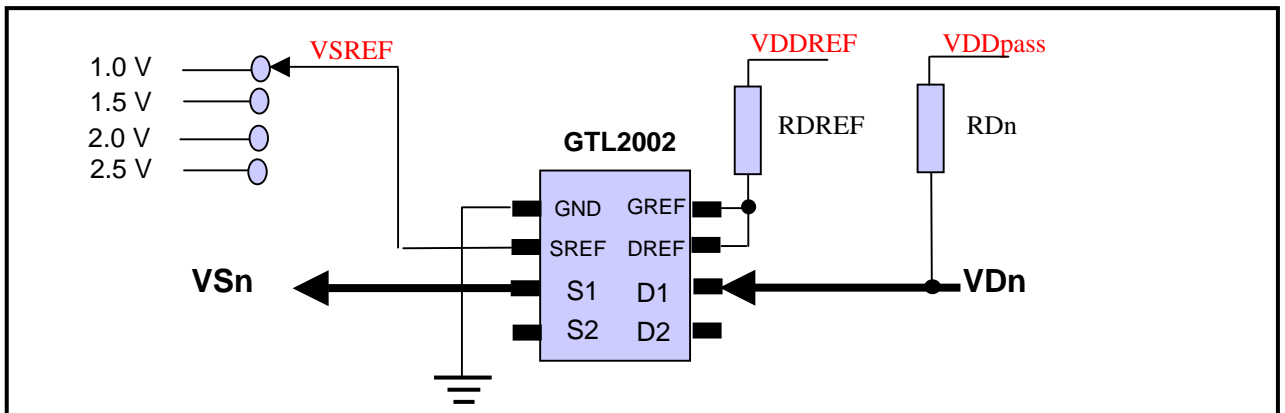 VSREF
VDDREF
VDDpass
1.0 V
1.5 V
2.0 V
2.5 V
RDREF
RDn
GTL2002
GND
GREF
SREF
DREF
VSn
S1
D1
VDn
S2
D2